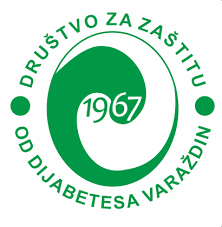 DRUŠTVO ZA ZAŠTITU
1967
OD DIJABETESA VARAŽDIN